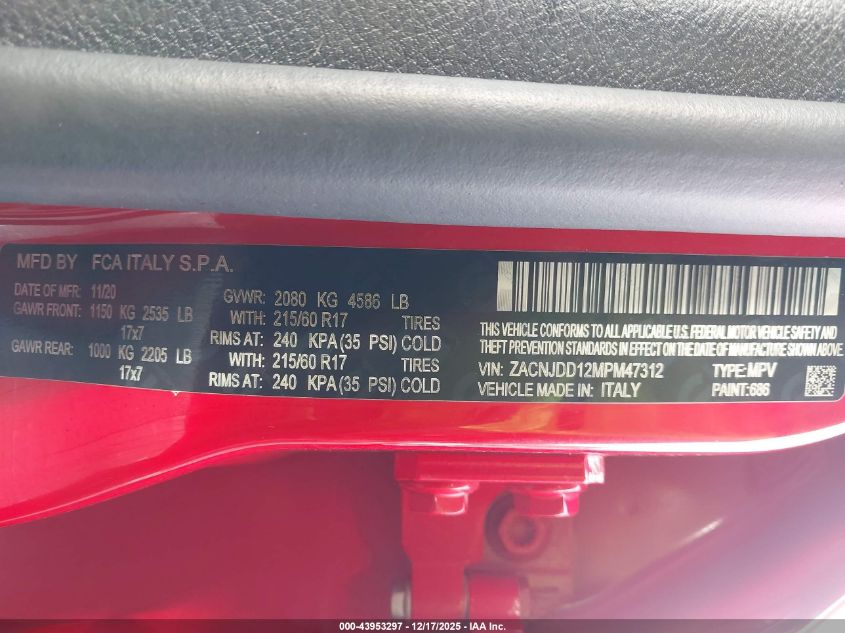 MFD BY FCA ITALY S.P.A.
DATE OF MFR: 11/20
GAWR FRONT: 1150 KG 2535 LB
17x7
GAWR REAR: 1000 KG 2205 LB
17x7
GVWR: 2080 KG 4586 LB
WITH: 215/60 R17 TIRES
RIMS AT: 240 KPA(35 PSI) COLD
WITH: 215/60 R17 TIRES
RIMS AT: 240 KPA(35 PSI) COLD
THIS VEHICLE CONFORMS TO ALL APPLICABLE U.S. FEDERAL MOTOR VEHICLE SAFETY AND
THEFT PREVENTION STANDARDS IN EFFECT ON THE DATE OF MANUFACTURE SHOWN ABOVE.
VIN: ZACNJDD12MPM47312 TYPE:MPV
VEHICLE MADE IN: ITALY PAINT:686
000-43953297 - 12/17/2025 - IAA Inc.